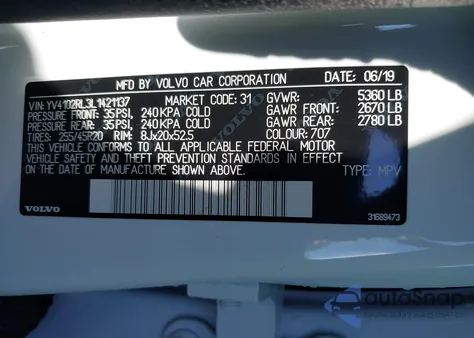 MFD BY VOLVO CAR CORPORATION DATE: 06/19
VIN: YV4102RL3L1421137 MARKET CODE: 31 GVWR: 5360 LB
PRESSURE FRONT: 35PSI, 240KPA COLD GAWR FRONT: 2670 LB
PRESSURE REAR: 35PSI, 240KPA COLD GAWR REAR: 2780 LB
TIRES: 255/45R20 RIM: 8Jx20x52.5 COLOUR: 707
THIS VEHICLE CONFORMS TO ALL APPLICABLE FEDERAL MOTOR
VEHICLE SAFETY AND THEFT PREVENTION STANDARDS IN EFFECT
ON THE DATE OF MANUFACTURE SHOWN ABOVE. TYPE: MPV
VOLVO 31689473
autoSnap